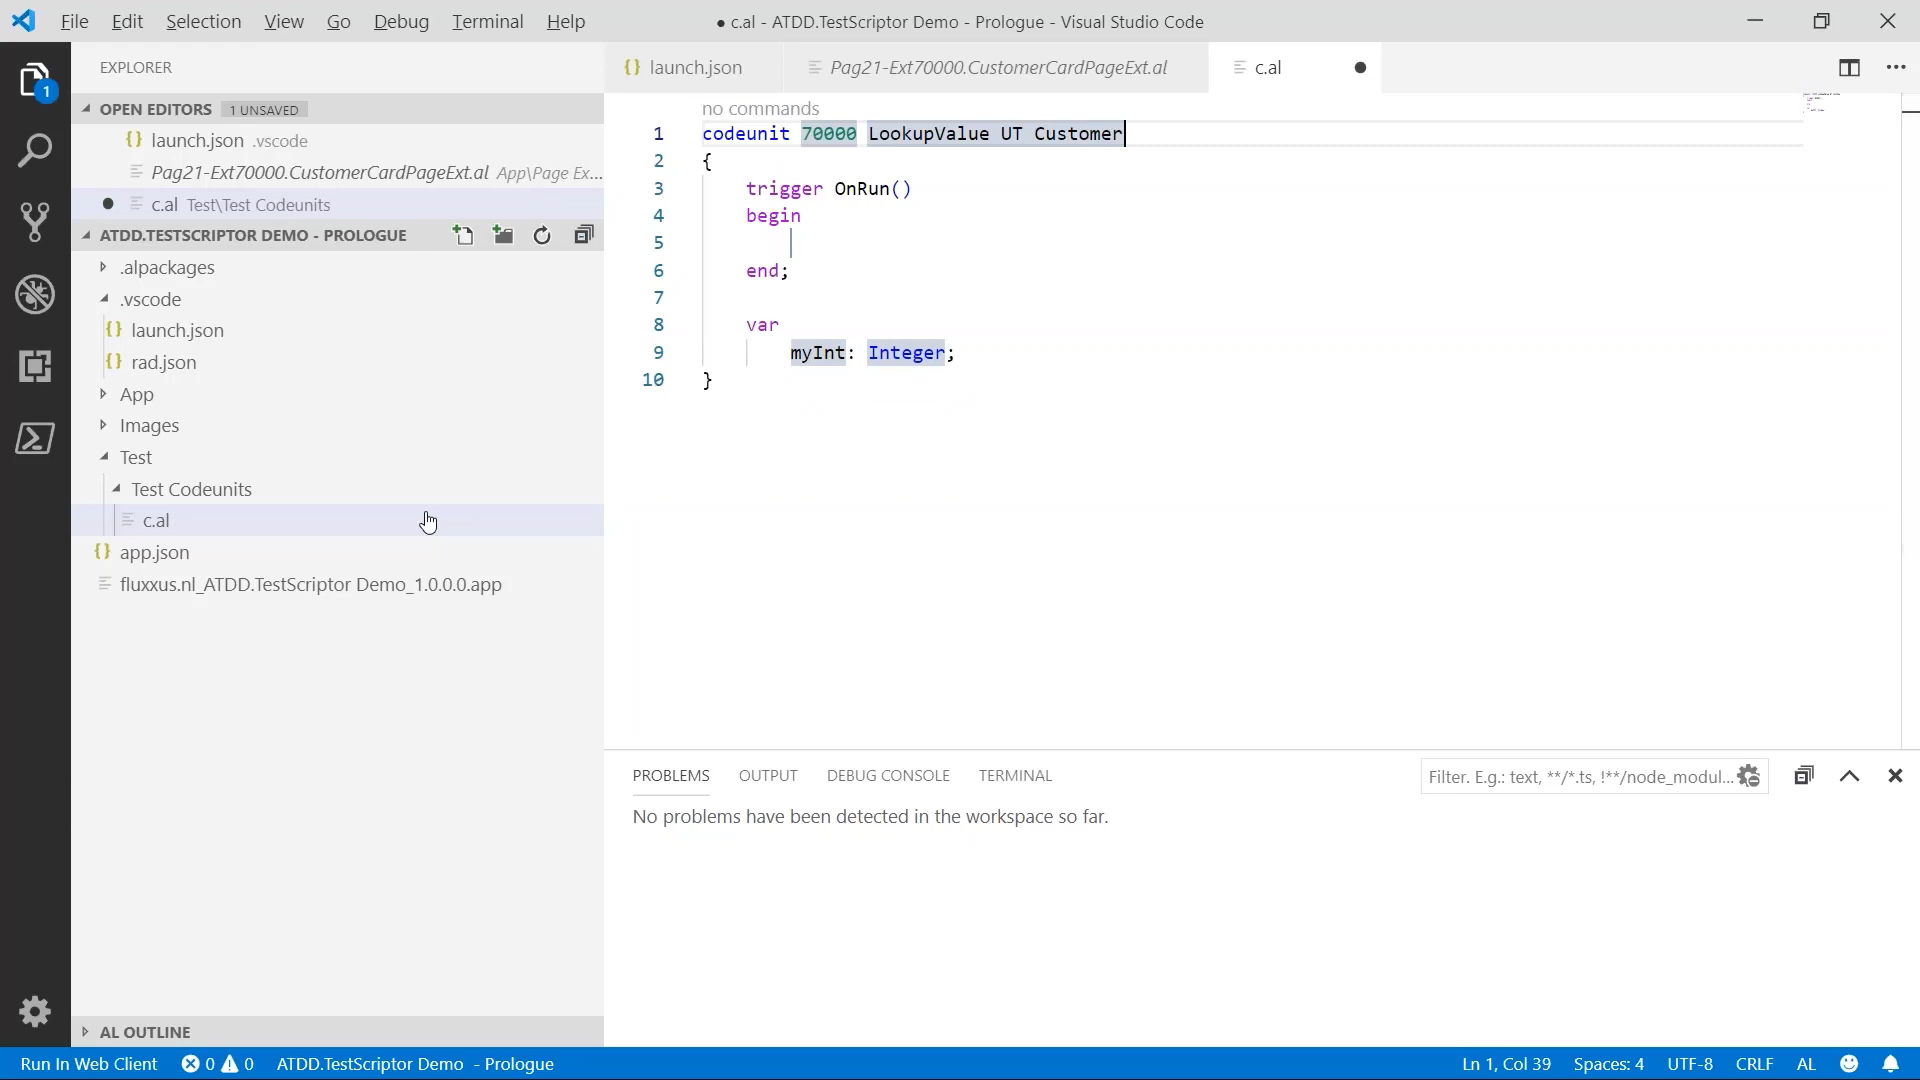 File Edit Selection View Go Debug Terminal Help
● c.al - ATDD.TestScriptor Demo - Prologue - Visual Studio Code
EXPLORER
OPEN EDITORS 1 UNSAVED
launch.json .vscode
Pag21-Ext70000.CustomerCardPageExt.al App\Page Ex...
c.al Test\Test Codeunits
ATDD.TESTSCRIPTOR DEMO - PROLOGUE
.alpackages
.vscode
{} launch.json
{} rad.json
App
Images
Test
Test Codeunits
c.al
{} app.json
fluxxus.nl_ATDD.TestScriptor Demo_1.0.0.0.app
AL OUTLINE
1
{} launch.json
Pag21-Ext70000.CustomerCardPageExt.al
c.al
no commands
1 codeunit 70000 LookupValue UT Customer
2 {
3 trigger OnRun()
4 begin
5
6 end;
7
8 var
9 myInt: Integer;
10 }
PROBLEMS OUTPUT DEBUG CONSOLE TERMINAL
Filter. E.g.: text, **/*.ts, !**/node_modul...
No problems have been detected in the workspace so far.
Run In Web Client 0 0 ATDD.TestScriptor Demo - Prologue
Ln 1, Col 39 Spaces: 4 UTF-8 CRLF AL